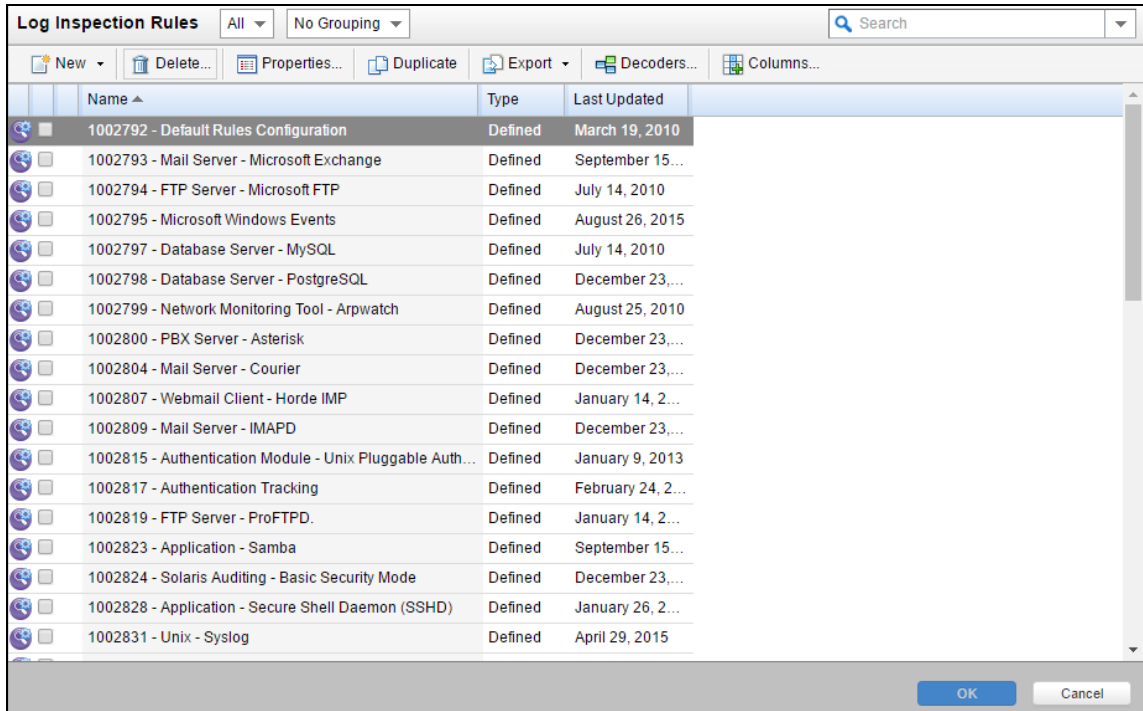 Log Inspection Rules All No Grouping Search
New Delete... Properties... Duplicate Export Decoders... Columns...
Name Type Last Updated
1002792 - Default Rules Configuration Defined March 19, 2010
1002793 - Mail Server - Microsoft Exchange Defined September 15...
1002794 - FTP Server - Microsoft FTP Defined July 14, 2010
1002795 - Microsoft Windows Events Defined August 26, 2015
1002797 - Database Server - MySQL Defined July 14, 2010
1002798 - Database Server - PostgreSQL Defined December 23,...
1002799 - Network Monitoring Tool - Arpwatch Defined August 25, 2010
1002800 - PBX Server - Asterisk Defined December 23,...
1002804 - Mail Server - Courier Defined December 23,...
1002807 - Webmail Client - Horde IMP Defined January 14, 2...
1002809 - Mail Server - IMAPD Defined December 23,...
1002815 - Authentication Module - Unix Pluggable Auth... Defined January 9, 2013
1002817 - Authentication Tracking Defined February 24, 2...
1002819 - FTP Server - ProFTPD. Defined January 14, 2...
1002823 - Application - Samba Defined September 15...
1002824 - Solaris Auditing - Basic Security Mode Defined December 23,...
1002828 - Application - Secure Shell Daemon (SSHD) Defined January 26, 2...
1002831 - Unix - Syslog Defined April 29, 2015
OK Cancel